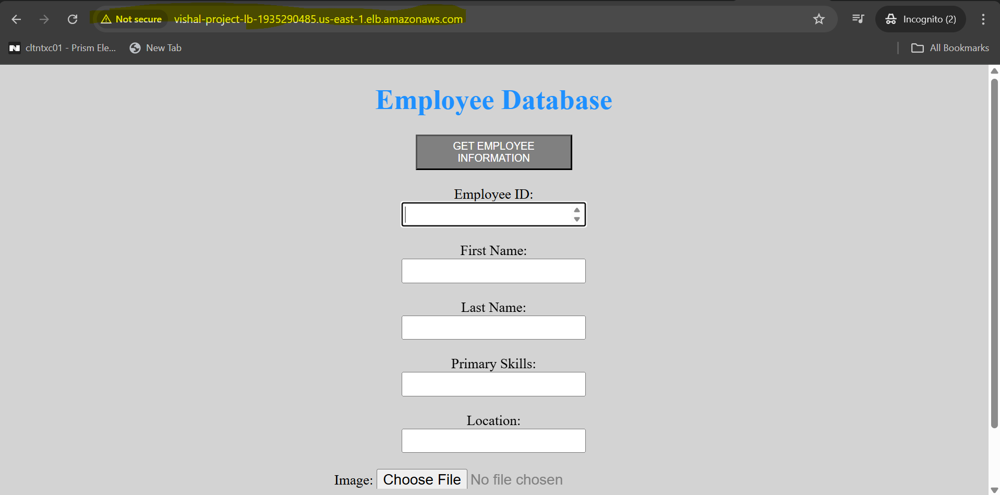 Not secure vishal-project-lb-1935290485.us-east-1.elb.amazonaws.com Incognito (2)
cltntxc01 - Prism Ele... New Tab All Bookmarks
Employee Database
GET EMPLOYEE
INFORMATION
Employee ID:
First Name:
Last Name:
Primary Skills:
Location:
Image: Choose File No file chosen